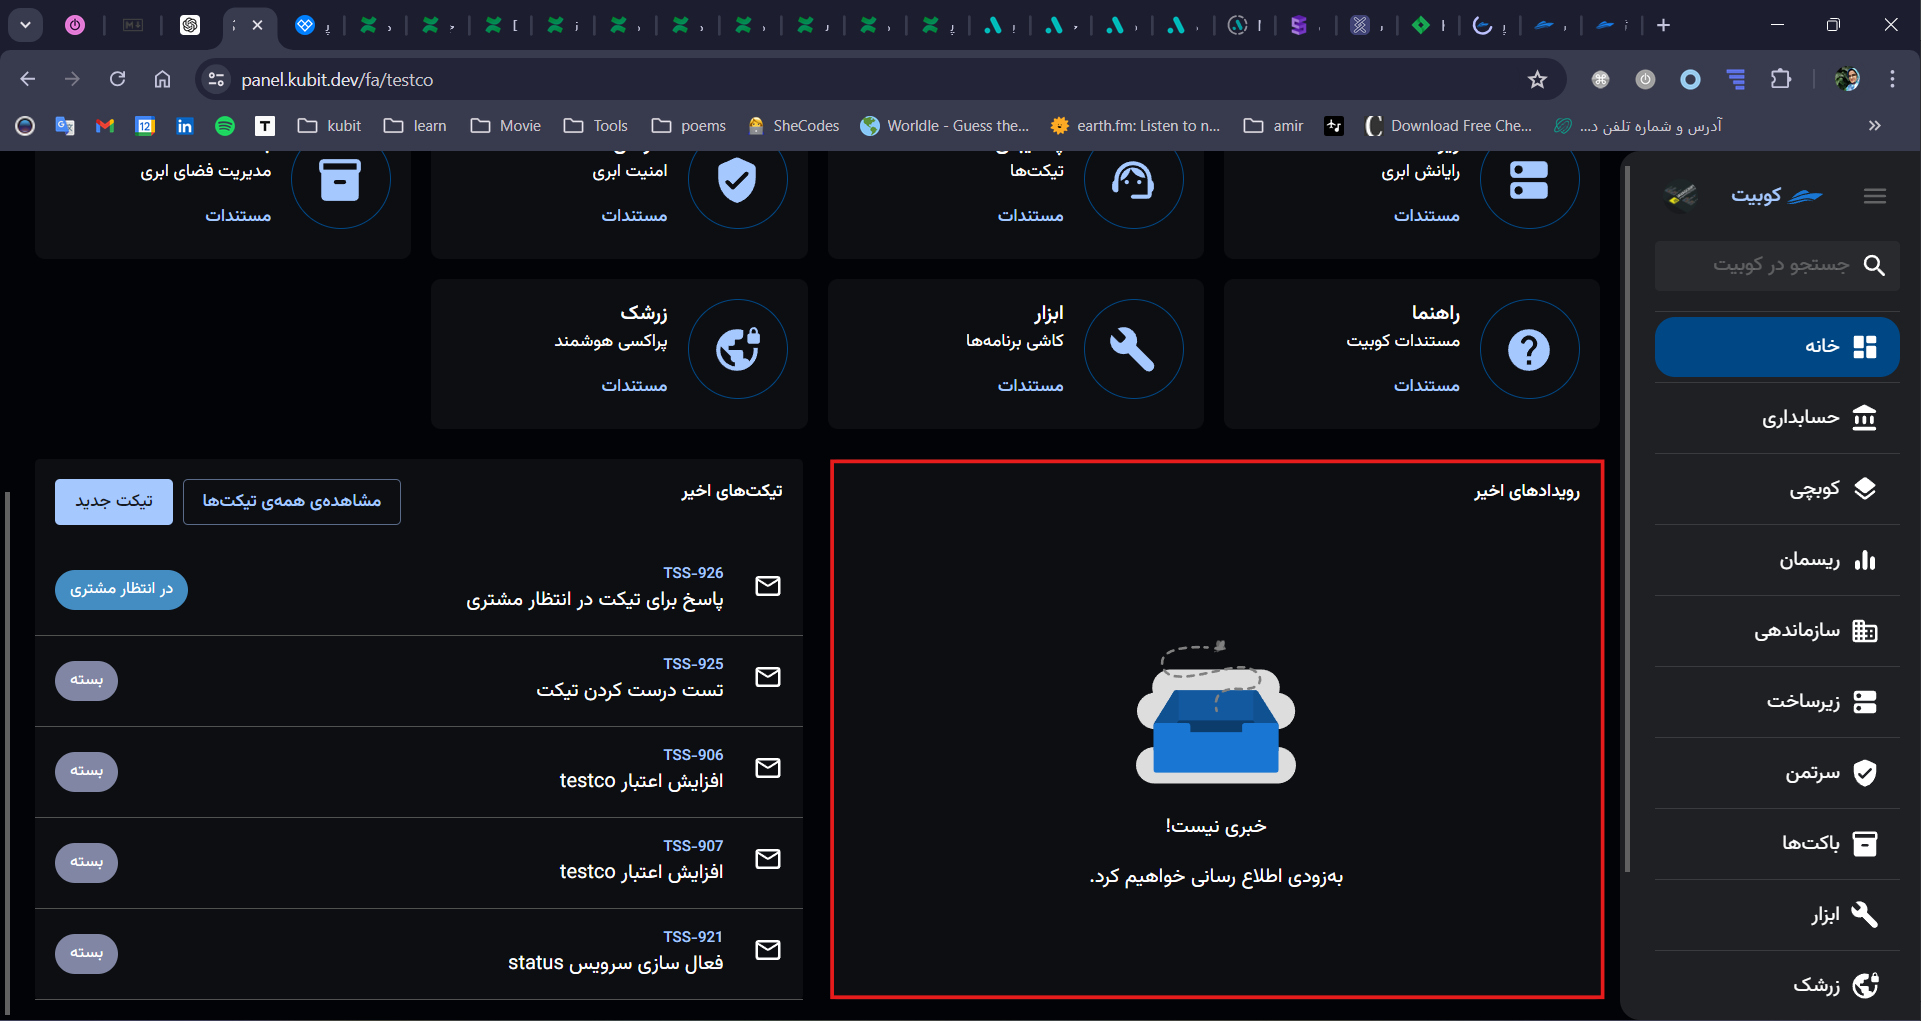 panel.kubit.dev/fa/testco
kubit
learn
Movie
Tools
poems
SheCodes
Worldle - Guess the...
earth.fm: Listen to n...
amir
Download Free Che...
آدرس و شماره تلفن د...
کوبیت
جستجو در کوبیت
خانه
حسابداری
کوبچی
ریسمان
سازماندهی
زیرساخت
سرتمن
باکت‌ها
ابزار
زرشک
رایانش ابری
مستندات
تیکت‌ها
مستندات
امنیت ابری
مستندات
مدیریت فضای ابری
مستندات
راهنما
مستندات کوبیت
مستندات
ابزار
کاشی برنامه‌ها
مستندات
زرشک
پراکسی هوشمند
مستندات
رویدادهای اخیر
خبری نیست!
به‌زودی اطلاع رسانی خواهیم کرد.
تیکت‌های اخیر
مشاهده‌ی همه‌ی تیکت‌ها
تیکت جدید
TSS-926
پاسخ برای تیکت در انتظار مشتری
در انتظار مشتری
TSS-925
تست درست کردن تیکت
بسته
TSS-906
افزایش اعتبار testco
بسته
TSS-907
افزایش اعتبار testco
بسته
TSS-921
فعال سازی سرویس status
بسته